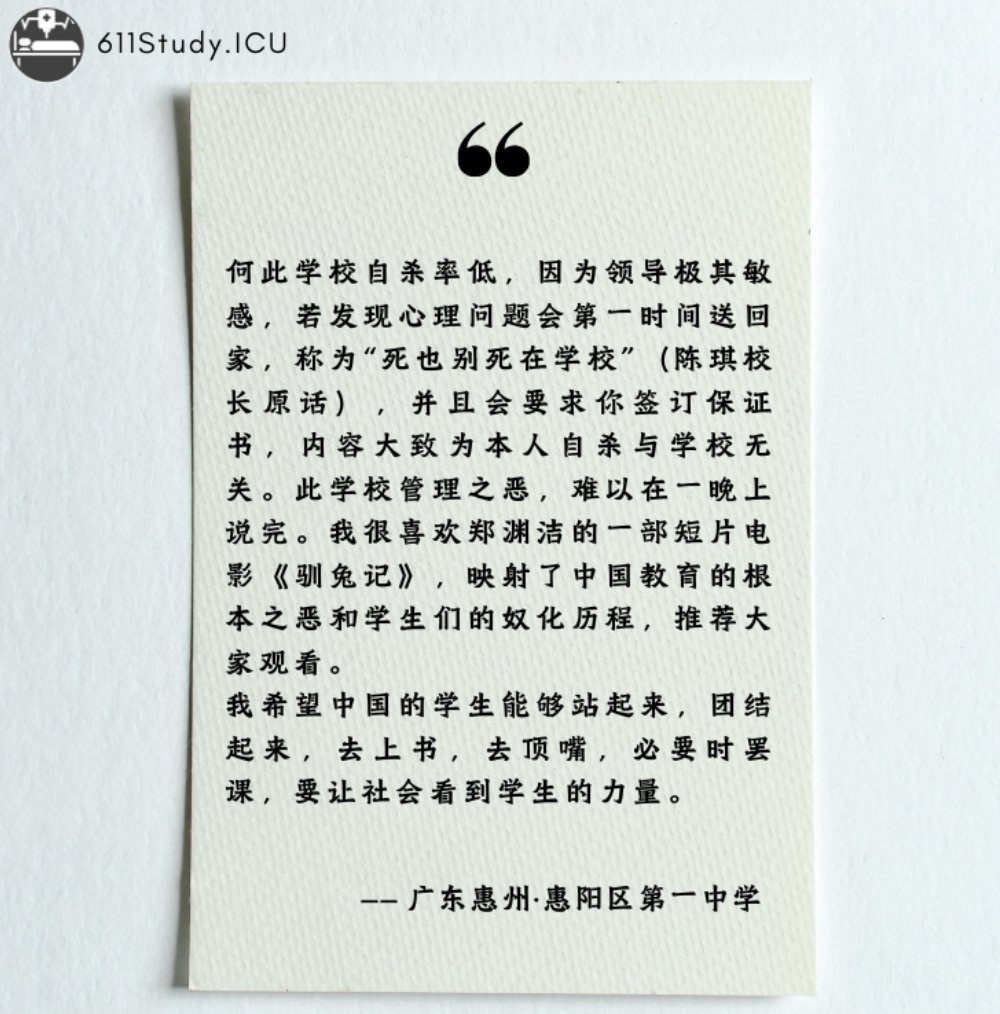 611Study.ICU
“
何此学校自杀率低，因为领导极其敏
感，若发现心理问题会第一时间送回
家，称为“死也别死在学校”（陈琪校
长原话），并且会要求你签订保证
书，内容大致为本人自杀与学校无
关。此学校管理之恶，难以在一晚上
说完。我很喜欢郑渊洁的一部短片电
影《驯兔记》，映射了中国教育的根
本之恶和学生们的奴化历程，推荐大
家观看。
我希望中国的学生能够站起来，团结
起来，去上书，去顶嘴，必要时罢
课，要让社会看到学生的力量。
-- 广东惠州·惠阳区第一中学